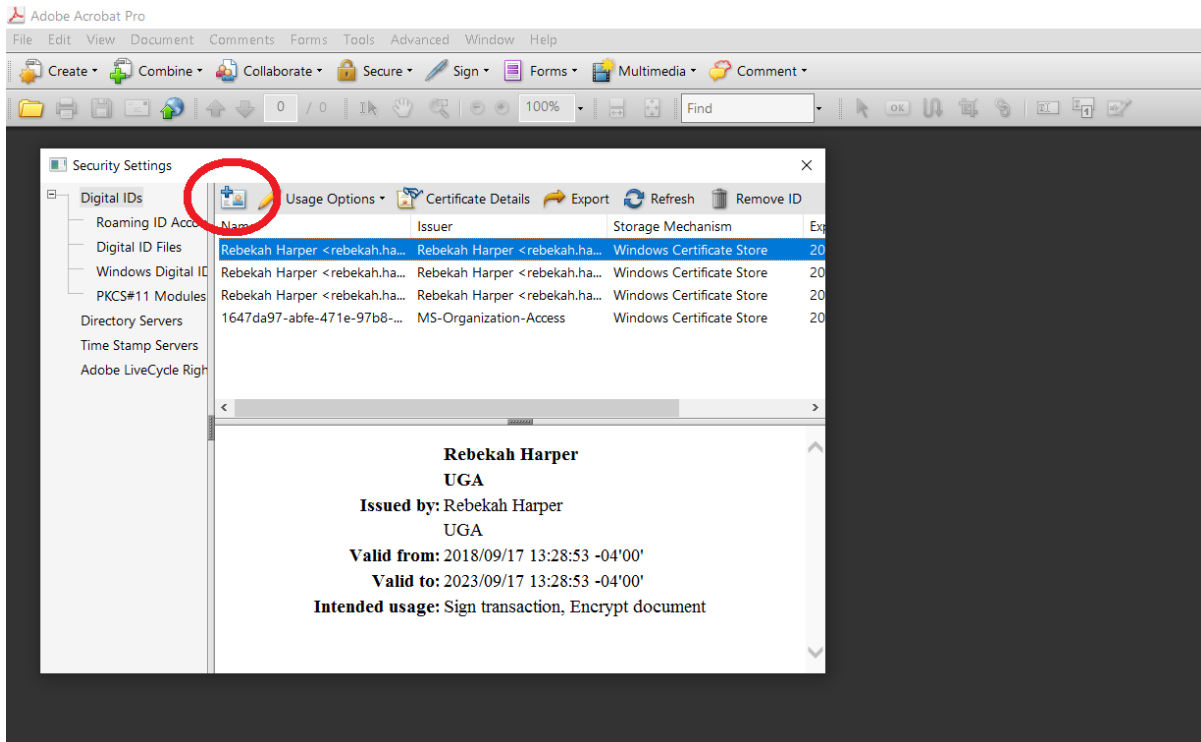 Adobe Acrobat Pro
File Edit View Document Comments Forms Tools Advanced Window Help
Create Combine Collaborate Secure Sign Forms Multimedia Comment
0 / 0 100% Find OK
Security Settings
Digital IDs
Roaming ID Acco
Digital ID Files
Windows Digital ID
PKCS#11 Modules
Directory Servers
Time Stamp Servers
Adobe LiveCycle Righ
Usage Options Certificate Details Export Refresh Remove ID
Name Issuer Storage Mechanism Exp
Rebekah Harper <rebekah.ha... Rebekah Harper <rebekah.ha... Windows Certificate Store 20
Rebekah Harper <rebekah.ha... Rebekah Harper <rebekah.ha... Windows Certificate Store 20
Rebekah Harper <rebekah.ha... Rebekah Harper <rebekah.ha... Windows Certificate Store 20
1647da97-abfe-471e-97b8-... MS-Organization-Access Windows Certificate Store 20
Rebekah Harper
UGA
Issued by: Rebekah Harper
UGA
Valid from: 2018/09/17 13:28:53 -04'00'
Valid to: 2023/09/17 13:28:53 -04'00'
Intended usage: Sign transaction, Encrypt document